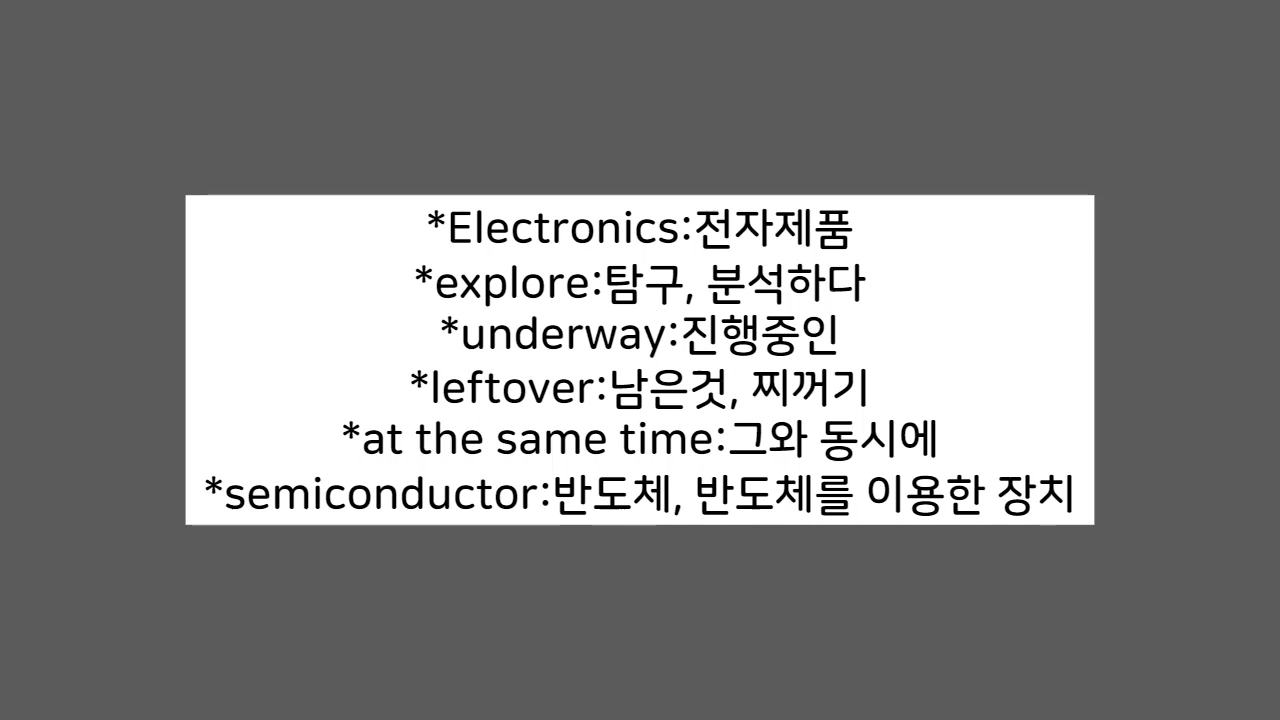 *Electronics:전자제품
*explore:탐구, 분석하다
*underway:진행중인
*leftover:남은것, 찌꺼기
*at the same time:그와 동시에
*semiconductor:반도체, 반도체를 이용한 장치